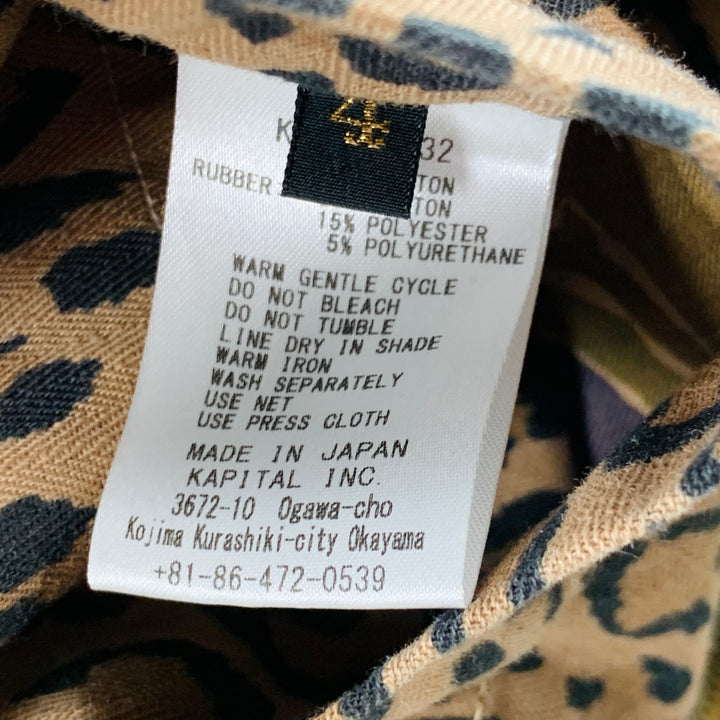 4
K 32
RUBBER TON
TON
15% POLYESTER
5% POLYURETHANE
WARM GENTLE CYCLE
DO NOT BLEACH
DO NOT TUMBLE
LINE DRY IN SHADE
WARM IRON
WASH SEPARATELY
USE NET
USE PRESS CLOTH
MADE IN JAPAN
KAPITAL INC.
3672-10 Ogawa-cho
Kojima Kurashiki-city Okayama
+81-86-472-0539